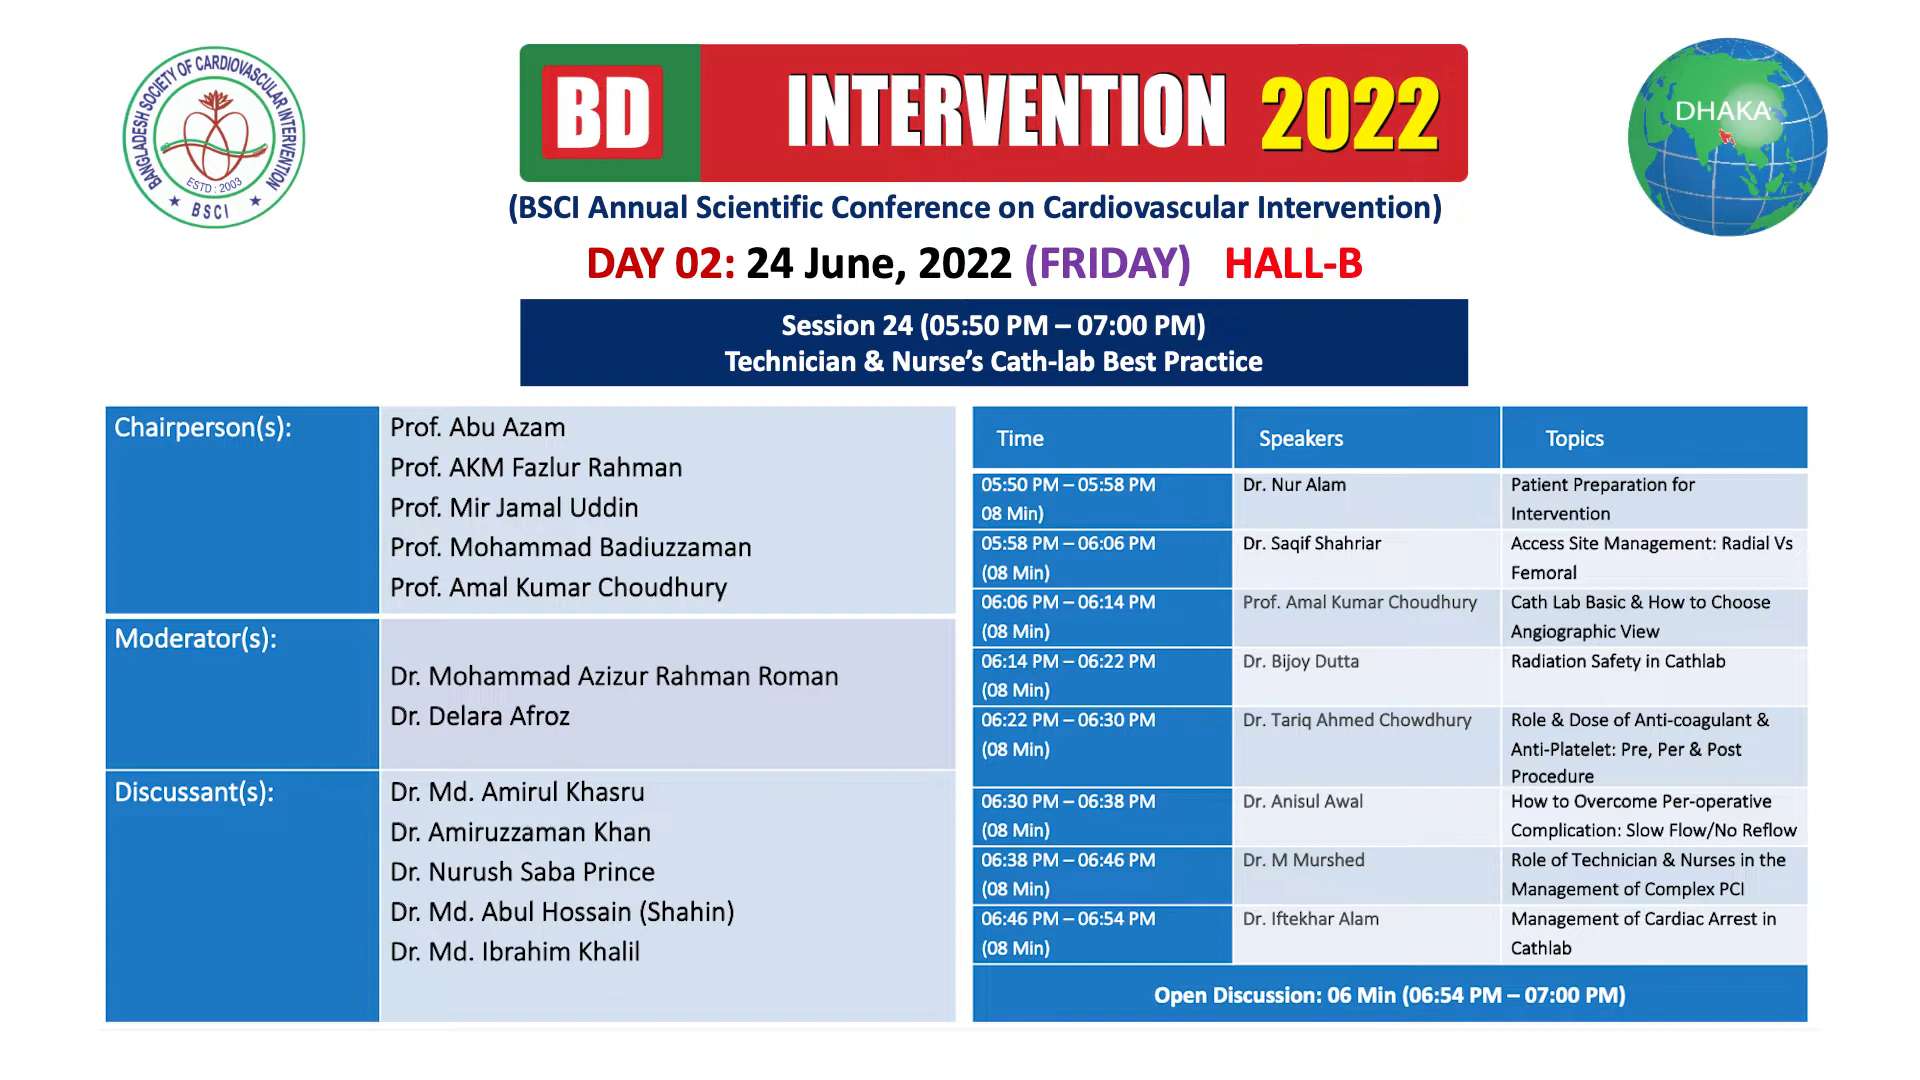 BANGLADESH SOCIETY OF CARDIOVASCULAR INTERVENTION
ESTD : 2003
★ BSCI ★
BD INTERVENTION 2022
DHAKA
(BSCI Annual Scientific Conference on Cardiovascular Intervention)
DAY 02: 24 June, 2022 (FRIDAY) HALL-B
Session 24 (05:50 PM – 07:00 PM)
Technician & Nurse’s Cath-lab Best Practice
Chairperson(s):
Prof. Abu Azam
Prof. AKM Fazlur Rahman
Prof. Mir Jamal Uddin
Prof. Mohammad Badiuzzaman
Prof. Amal Kumar Choudhury
Moderator(s):
Dr. Mohammad Azizur Rahman Roman
Dr. Delara Afroz
Discussant(s):
Dr. Md. Amirul Khasru
Dr. Amiruzzaman Khan
Dr. Nurush Saba Prince
Dr. Md. Abul Hossain (Shahin)
Dr. Md. Ibrahim Khalil
Time Speakers Topics
05:50 PM – 05:58 PM Dr. Nur Alam Patient Preparation for
08 Min) Intervention
05:58 PM – 06:06 PM Dr. Saqif Shahriar Access Site Management: Radial Vs
(08 Min) Femoral
06:06 PM – 06:14 PM Prof. Amal Kumar Choudhury Cath Lab Basic & How to Choose
(08 Min) Angiographic View
06:14 PM – 06:22 PM Dr. Bijoy Dutta Radiation Safety in Cathlab
(08 Min)
06:22 PM – 06:30 PM Dr. Tariq Ahmed Chowdhury Role & Dose of Anti-coagulant &
(08 Min) Anti-Platelet: Pre, Per & Post
Procedure
06:30 PM – 06:38 PM Dr. Anisul Awal How to Overcome Per-operative
(08 Min) Complication: Slow Flow/No Reflow
06:38 PM – 06:46 PM Dr. M Murshed Role of Technician & Nurses in the
(08 Min) Management of Complex PCI
06:46 PM – 06:54 PM Dr. Iftekhar Alam Management of Cardiac Arrest in
(08 Min) Cathlab
Open Discussion: 06 Min (06:54 PM – 07:00 PM)